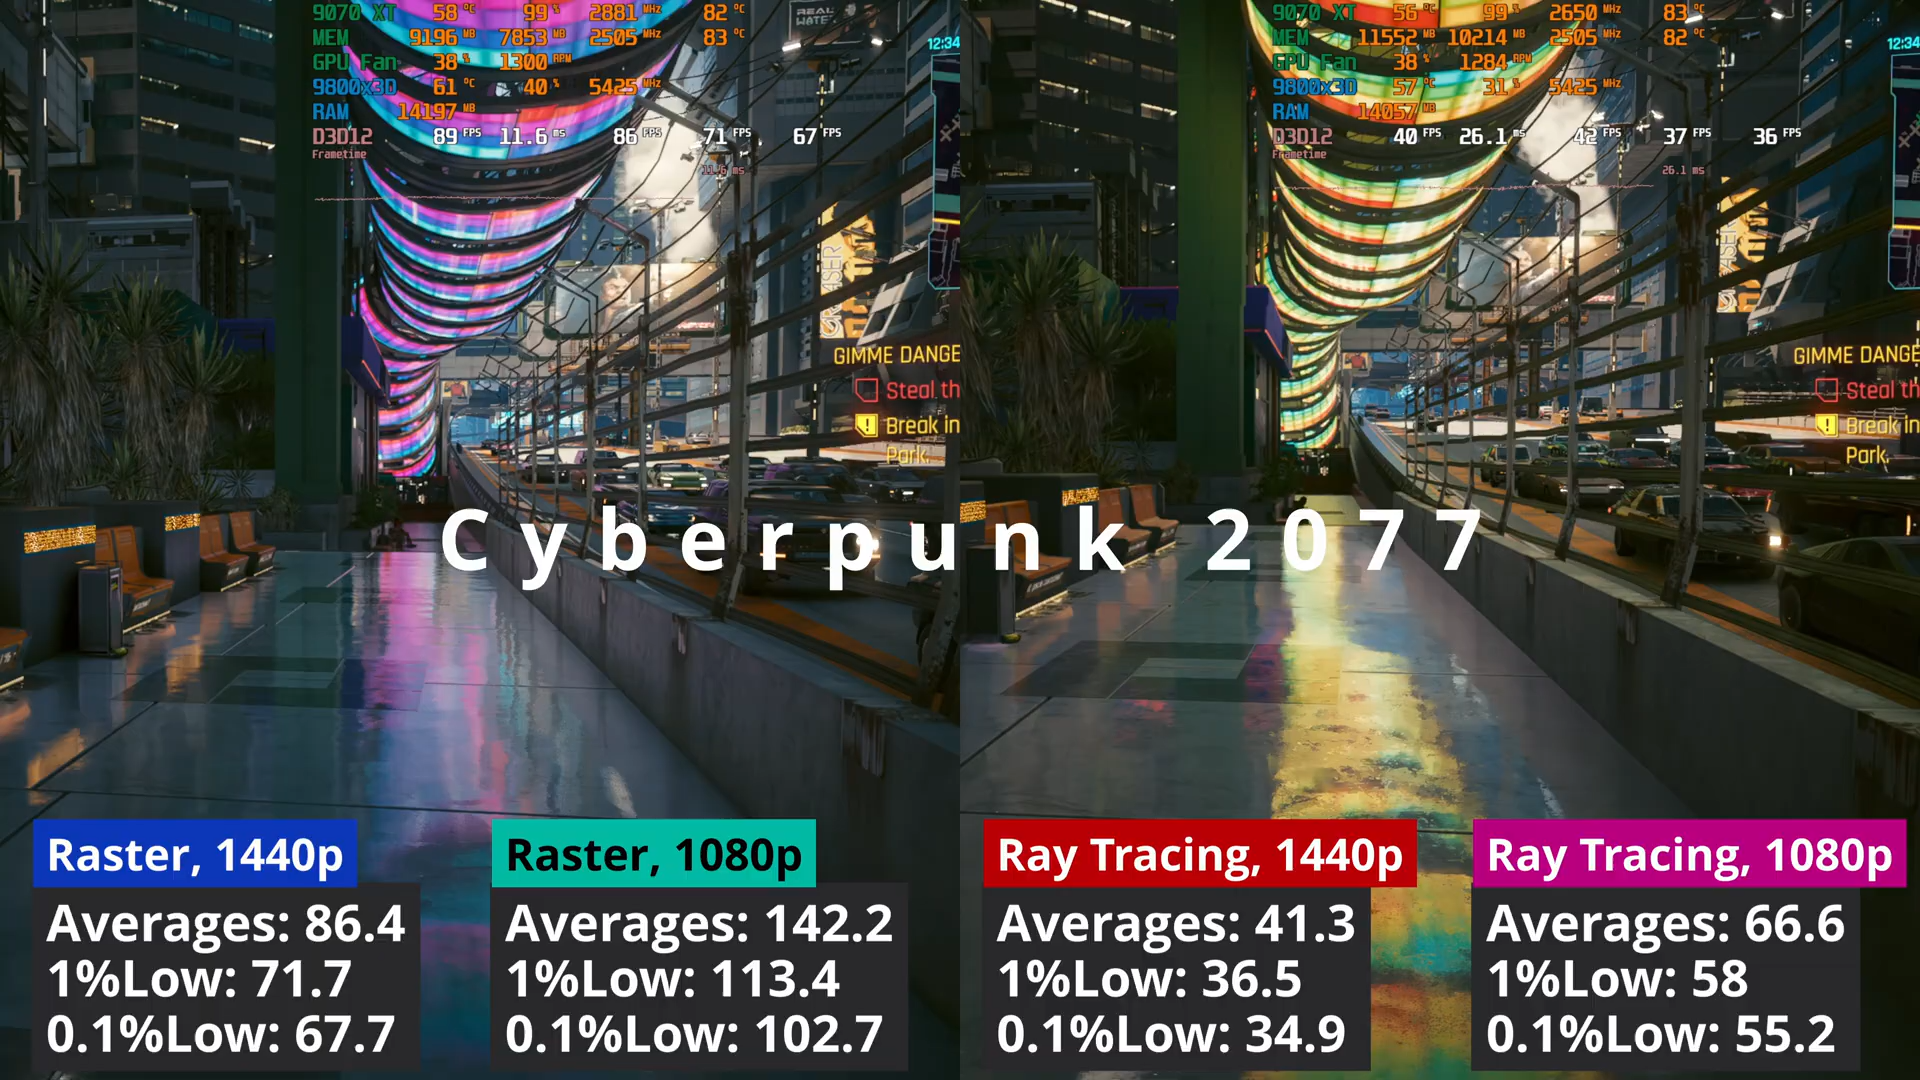 9070 XT 58 °C 99 % 2881 MHz 82 °C
MEM 9196 MB 7853 MB 2505 MHz 83 °C
GPU Fan 38 % 1300 RPM
9800x3D 61 °C 40 % 5425 MHz
RAM 14197 MB
D3D12 89 FPS 11.6 ms 86 FPS 71 FPS 67 FPS
Frametime
11.6 ms
REAL WATER
12:34
GIMME DANGE
Steal th
Break in
Park.
9070 XT 56 °C 99 % 2650 MHz 83 °C
MEM 11552 MB 10214 MB 2505 MHz 82 °C
GPU Fan 38 % 1284 RPM
9800x3D 57 °C 31 % 5425 MHz
RAM 14057 MB
D3D12 40 FPS 26.1 ms 42 FPS 37 FPS 36 FPS
Frametime
26.1 ms
12:34
GIMME DANGE
Steal th
Break in
Park.
Cyberpunk 2077
Raster, 1440p
Averages: 86.4
1%Low: 71.7
0.1%Low: 67.7
Raster, 1080p
Averages: 142.2
1%Low: 113.4
0.1%Low: 102.7
Ray Tracing, 1440p
Averages: 41.3
1%Low: 36.5
0.1%Low: 34.9
Ray Tracing, 1080p
Averages: 66.6
1%Low: 58
0.1%Low: 55.2